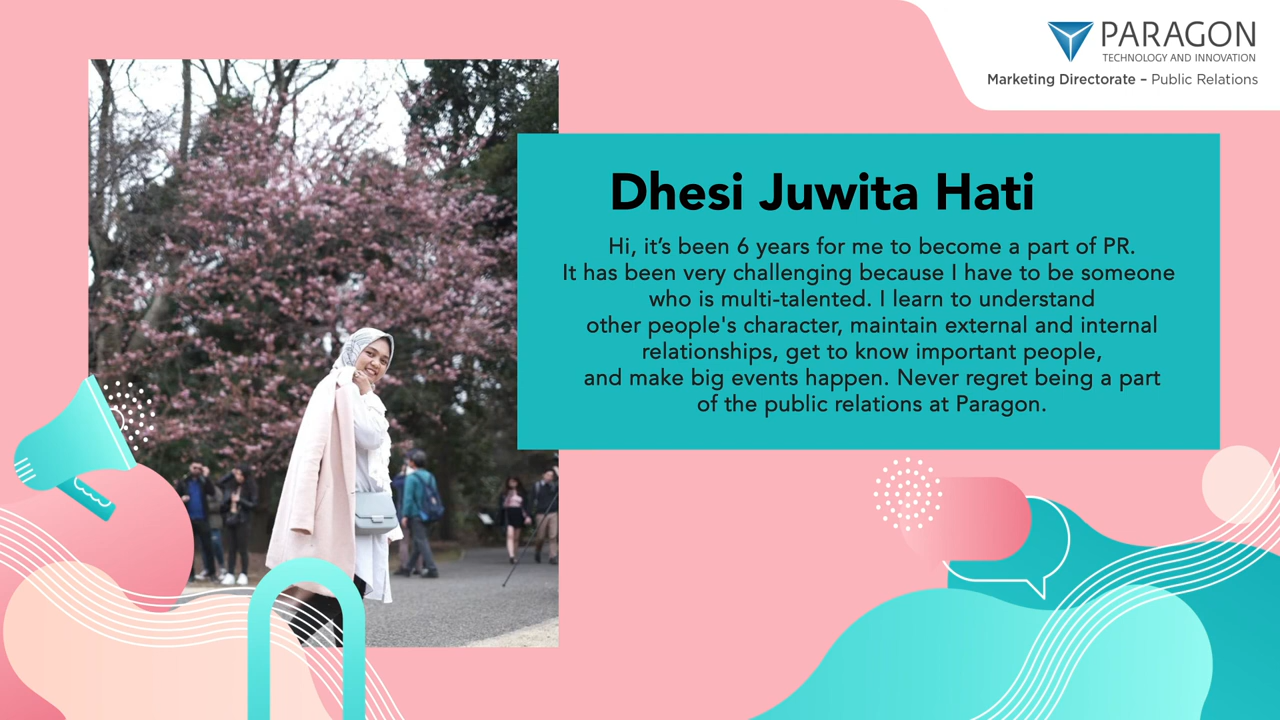 PARAGON
TECHNOLOGY AND INNOVATION
Marketing Directorate – Public Relations
Dhesi Juwita Hati
Hi, it’s been 6 years for me to become a part of PR.
It has been very challenging because I have to be someone
who is multi-talented. I learn to understand
other people's character, maintain external and internal
relationships, get to know important people,
and make big events happen. Never regret being a part
of the public relations at Paragon.